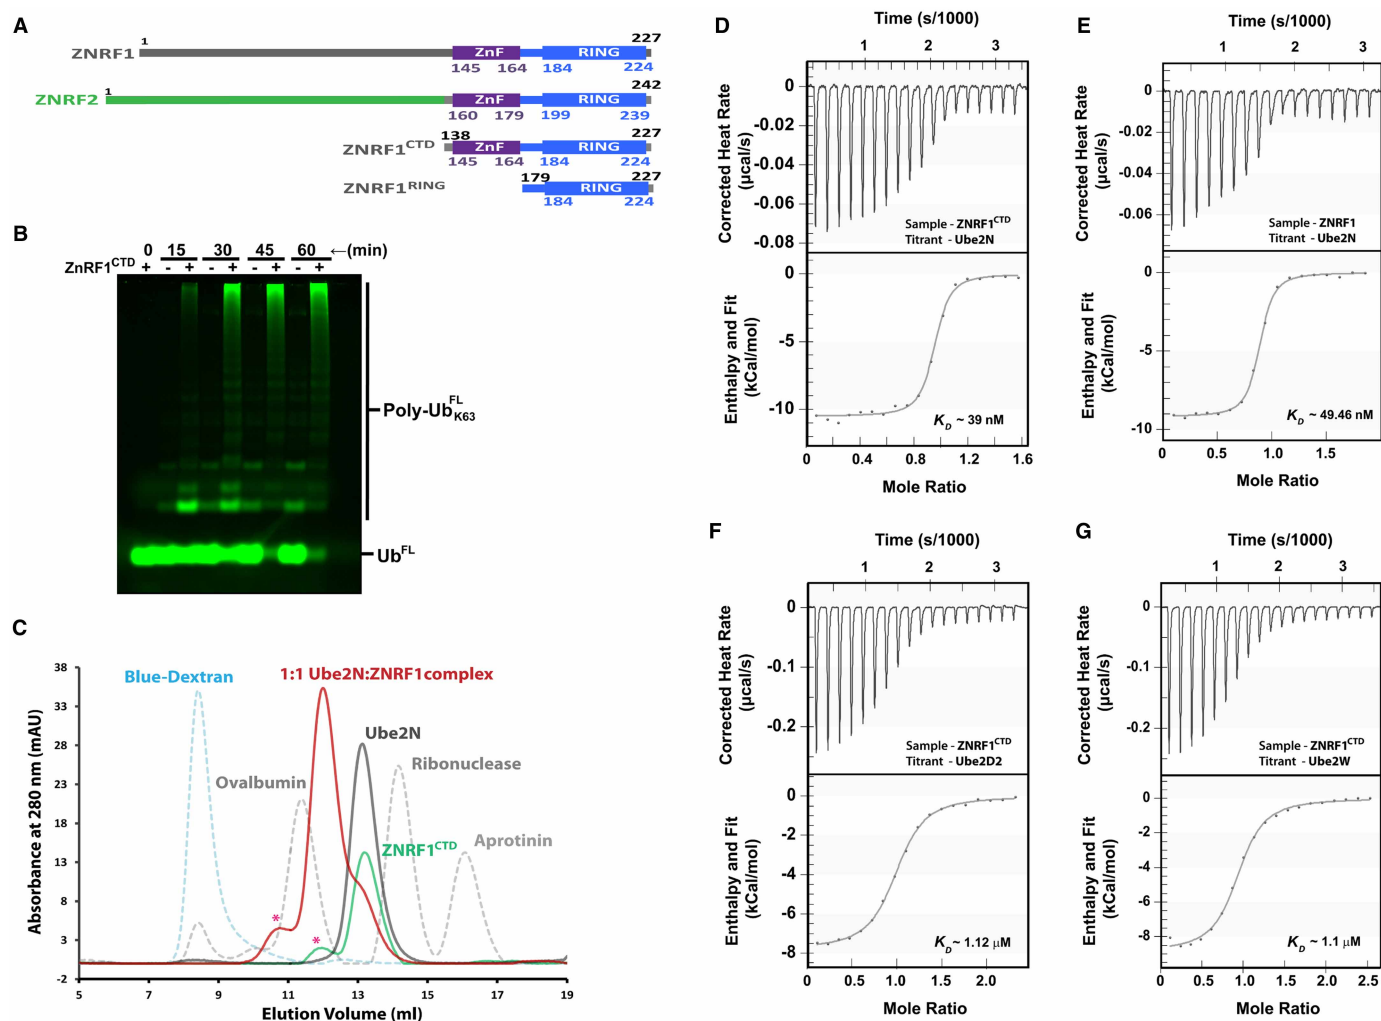 A
ZNRF1
1
ZnF
RING
227
145
164
184
224
ZNRF2
1
ZnF
RING
242
160
179
199
239
ZNRF1CTD
138
ZnF
RING
227
145
164
184
224
ZNRF1RING
179
RING
227
184
224
B
0 15 30 45 60 ←(min)
ZnRF1CTD + - + - + - + - +
Poly-UbFLK63
UbFL
C
Absorbance at 280 nm (mAU)
38
33
28
23
18
13
8
3
-2
Blue-Dextran
1:1 Ube2N:ZNRF1complex
Ube2N
Ovalbumin
Ribonuclease
ZNRF1CTD
Aprotinin
*
*
5 7 9 11 13 15 17 19
Elution Volume (ml)
D
Time (s/1000)
1 2 3
Corrected Heat Rate
(µcal/s)
0
-0.02
-0.04
-0.06
-0.08
Sample - ZNRF1CTD
Titrant - Ube2N
Enthalpy and Fit
(kCal/mol)
0
-5
-10
KD ~ 39 nM
0 0.4 0.8 1.2 1.6
Mole Ratio
E
Time (s/1000)
1 2 3
Corrected Heat Rate
(µcal/s)
0
-0.02
-0.04
-0.06
Sample - ZNRF1
Titrant - Ube2N
Enthalpy and Fit
(kCal/mol)
0
-5
-10
KD ~ 49.46 nM
0 0.5 1.0 1.5
Mole Ratio
F
Time (s/1000)
1 2 3
Corrected Heat Rate
(µcal/s)
0
-0.1
-0.2
Sample - ZNRF1CTD
Titrant - Ube2D2
Enthalpy and Fit
(kCal/mol)
0
-2
-4
-6
-8
KD ~ 1.12 µM
0 0.5 1.0 1.5 2.0
Mole Ratio
G
Time (s/1000)
1 2 3
Corrected Heat Rate
(µcal/s)
0
-0.1
-0.2
Sample - ZNRF1CTD
Titrant - Ube2W
Enthalpy and Fit
(kCal/mol)
0
-2
-4
-6
-8
KD ~ 1.1 µM
0 0.5 1.0 1.5 2.0 2.5
Mole Ratio